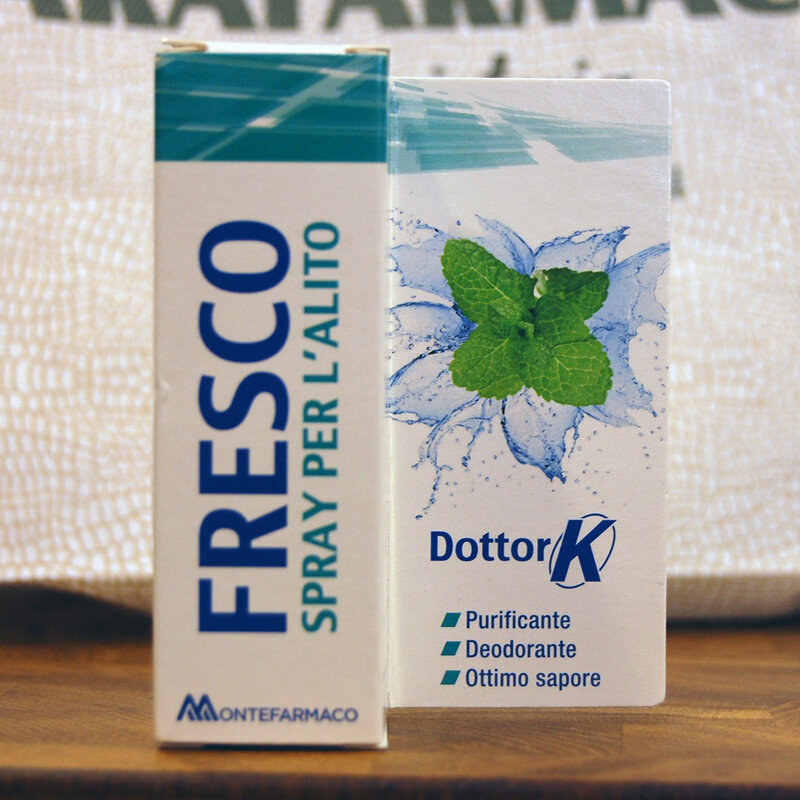 FRESCO
SPRAY PER L'ALITO
MONTEFARMACO
DottorK
Purificante
Deodorante
Ottimo sapore